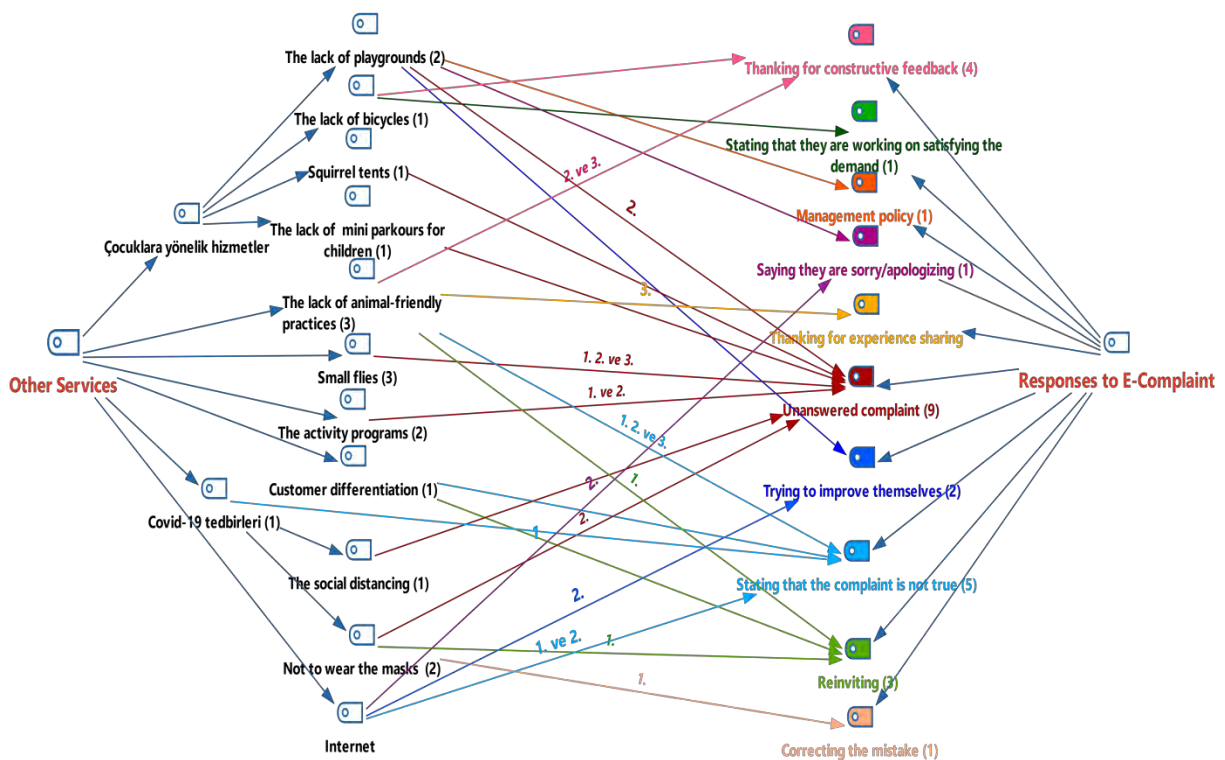 The lack of playgrounds (2)
Thanking for constructive feedback (4)
The lack of bicycles (1)
Stating that they are working on satisfying the
demand (1)
2. ve 3.
Squirrel tents (1)
2.
Management policy (1)
The lack of  mini parkours for
children (1)
Çocuklara yönelik hizmetler
Saying they are sorry/apologizing (1)
3.
The lack of animal-friendly
practices (3)
Thanking for experience sharing
1. 2. ve 3.
Small flies (3)
Other Services
Responses to E-Complaint
1. ve 2.
Unanswered complaint (9)
The activity programs (2)
1. 2. ve 3.
1.
2.
Customer differentiation (1)
Trying to improve themselves (2)
2.
Covid-19 tedbirleri (1)
1
The social distancing (1)
Stating that the complaint is not true (5)
2.
1. ve 2.
1.
Not to wear the masks  (2)
1.
Reinviting (3)
Internet
Correcting the mistake (1)